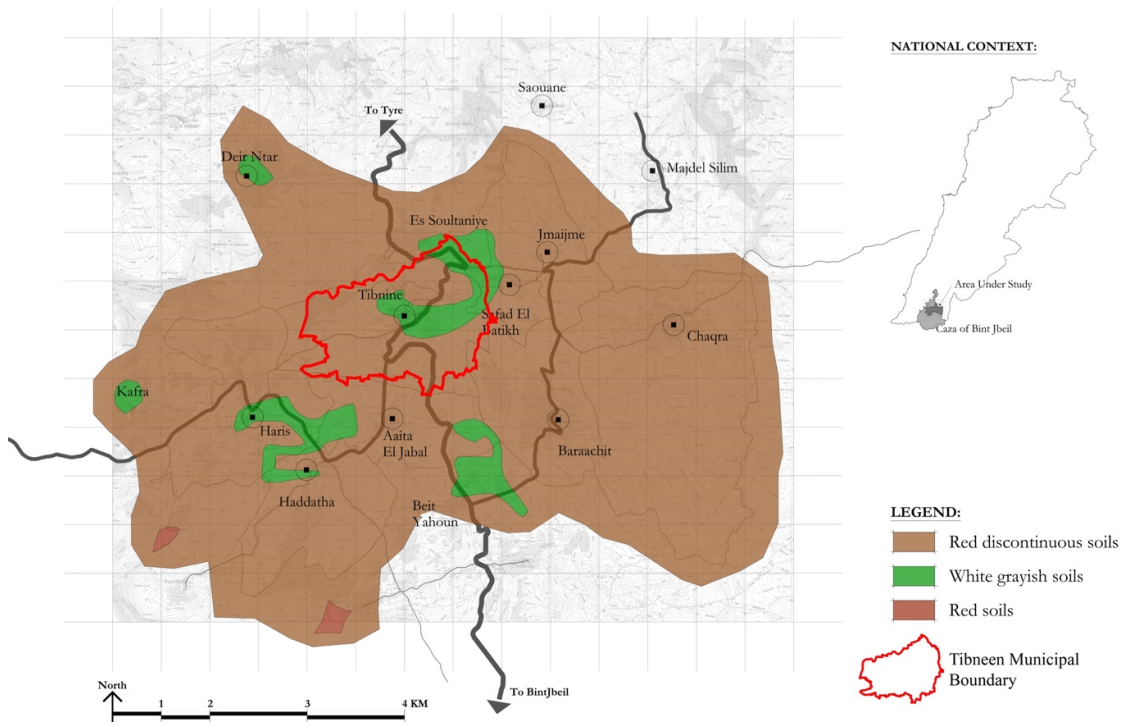 NATIONAL CONTEXT:
Saouane
To Tyre
Deir Ntar
Majdel Silim
Es Soultaniye
Jmaijme
Tibnine
Safad El
Batikh
Chaqra
Area Under Study
Caza of Bint Jbeil
Kafra
Haris
Aaita
El Jabal
Baraachit
Haddatha
Beit
Yahoun
LEGEND:
Red discontinuous soils
White grayish soils
Red soils
Tibneen Municipal
Boundary
North
To BintJbeil
1 2 3 4 KM